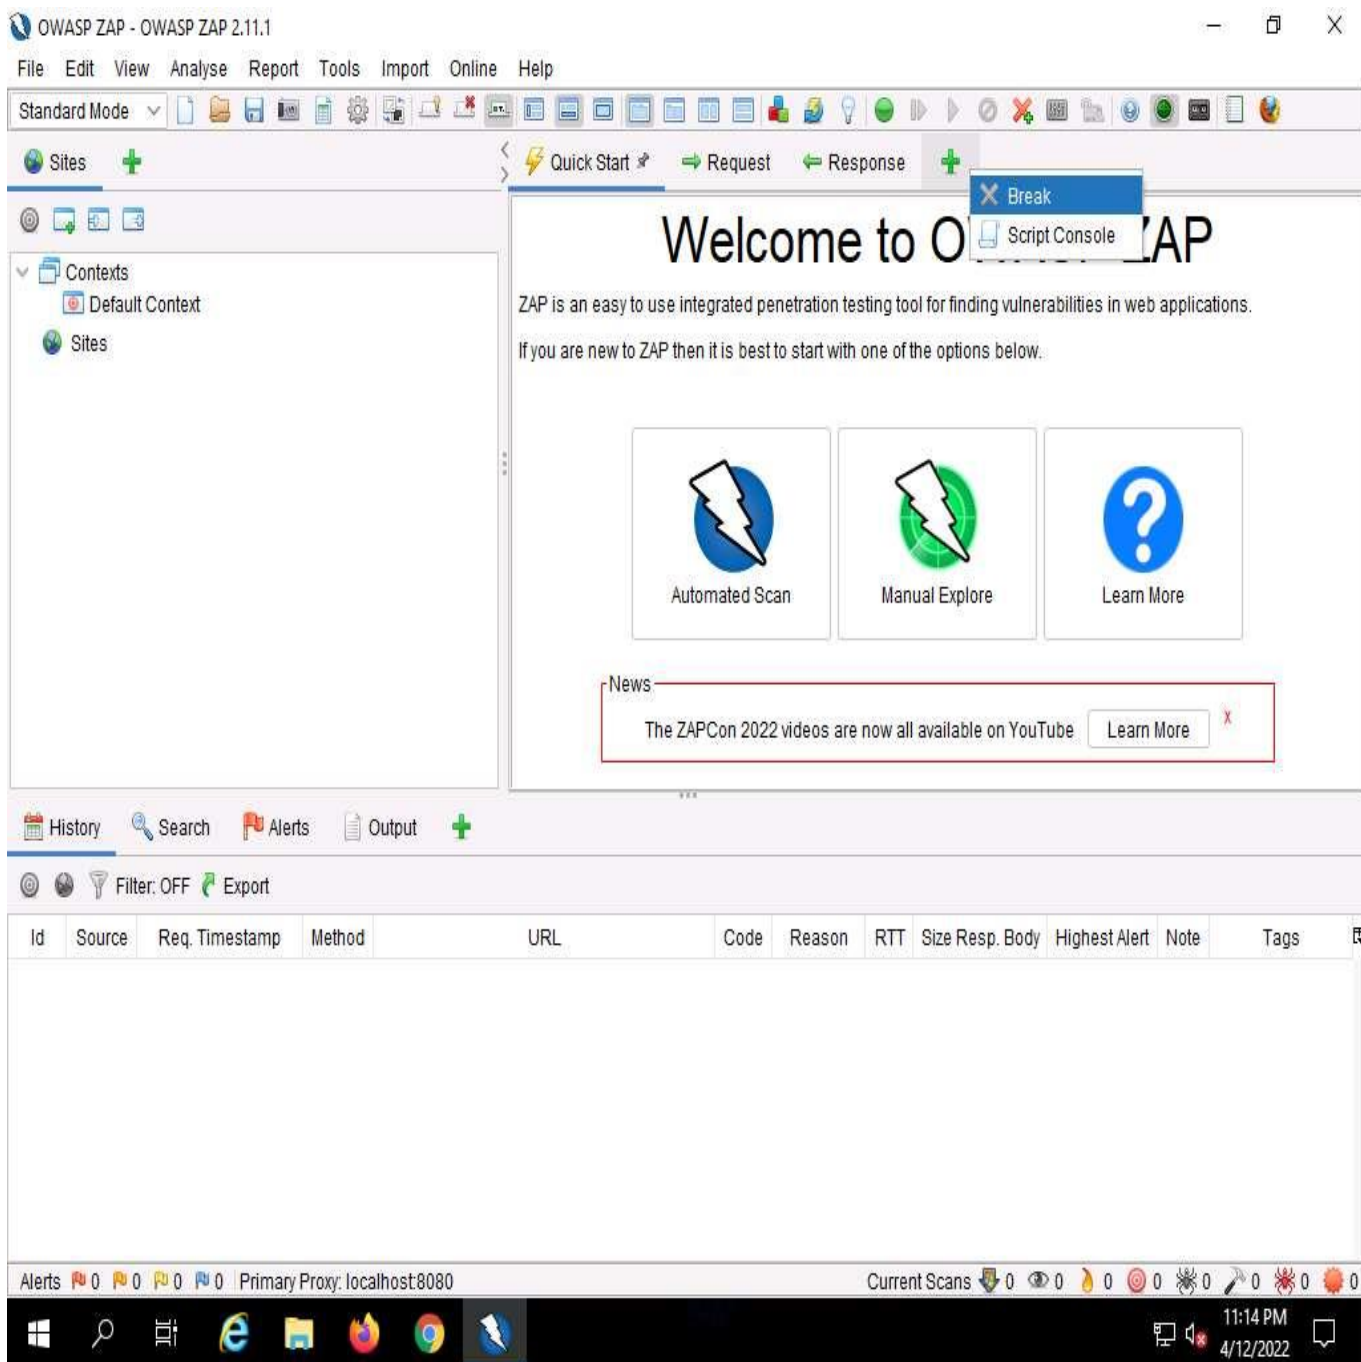 OWASP ZAP - OWASP ZAP 2.11.1
File Edit View Analyse Report Tools Import Online Help
Standard Mode
Sites
Quick Start Request Response
Break
Script Console
Contexts
Default Context
Sites
Welcome to O ZAP
ZAP is an easy to use integrated penetration testing tool for finding vulnerabilities in web applications.
If you are new to ZAP then it is best to start with one of the options below.
Automated Scan Manual Explore Learn More
News
The ZAPCon 2022 videos are now all available on YouTube Learn More X
History Search Alerts Output
Filter: OFF Export
Id Source Req. Timestamp Method URL Code Reason RTT Size Resp. Body Highest Alert Note Tags
Alerts 0 0 0 0 Primary Proxy: localhost:8080 Current Scans 0 0 0 0 0 0 0 0
11:14 PM
4/12/2022